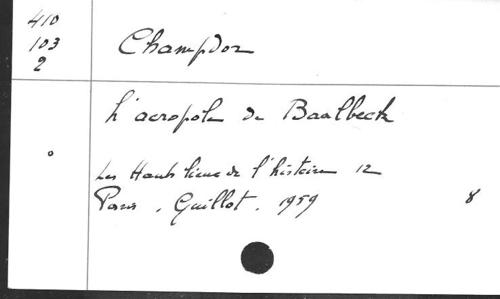 410
103
2
Champdor
L'acropole de Baalbeck
Les Hauts lieux de l'histoire 12
Paris, Guillot, 1959
8